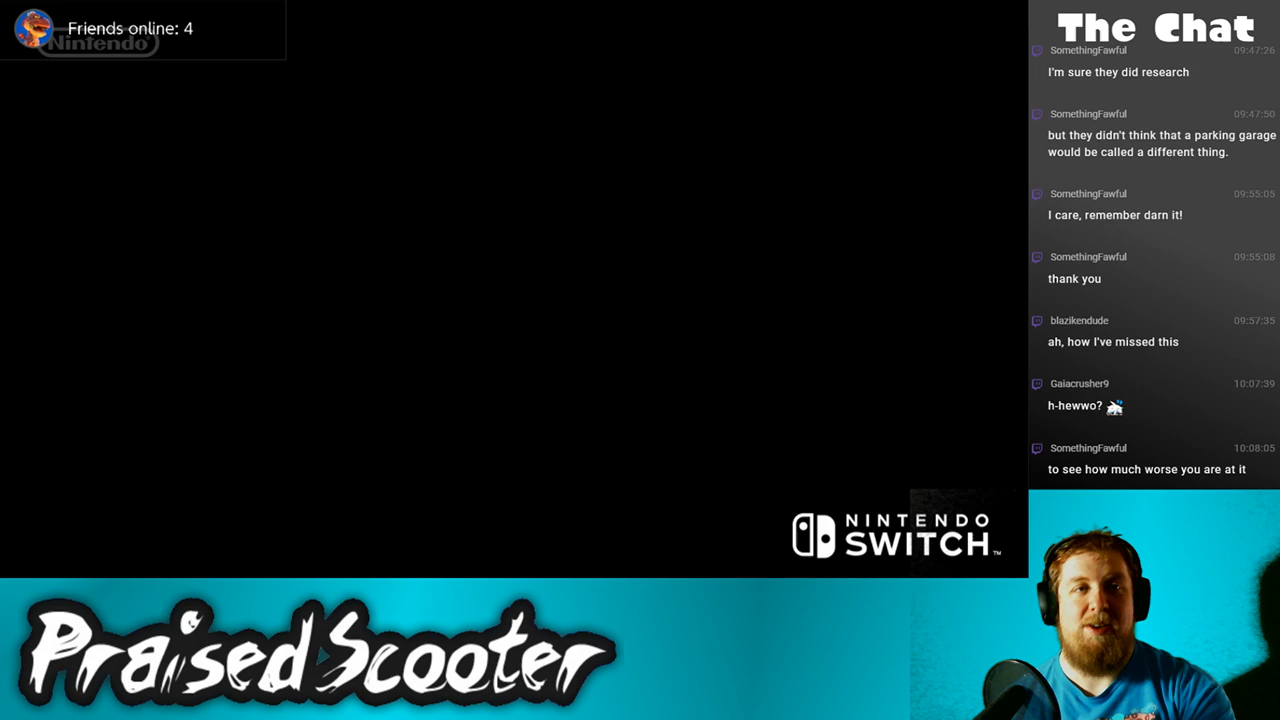 Friends online: 4
Nintendo
The Chat
SomethingFawful 09:47:26
I'm sure they did research
SomethingFawful 09:47:50
but they didn't think that a parking garage
would be called a different thing.
SomethingFawful 09:55:05
I care, remember darn it!
SomethingFawful 09:55:08
thank you
blazikendude 09:57:35
ah, how I've missed this
Gaiacrusher9 10:07:39
h-hewwo?
SomethingFawful 10:08:05
to see how much worse you are at it
NINTENDO
SWITCH™
PraisedScooter